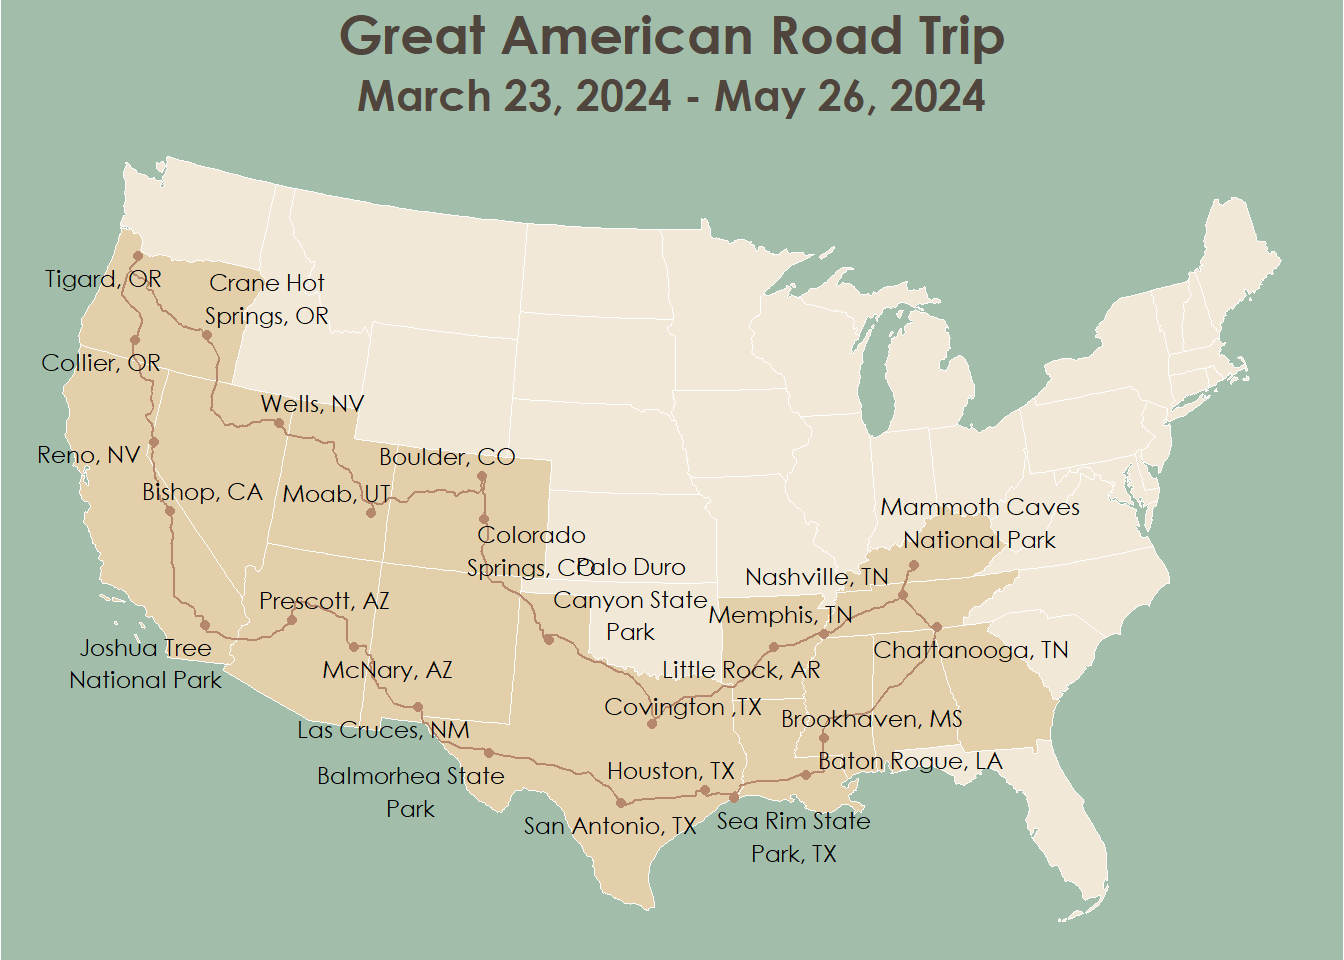 Great American Road Trip
March 23, 2024 - May 26, 2024
Tigard, OR
Crane Hot
Springs, OR
Collier, OR
Wells, NV
Reno, NV
Boulder, CO
Bishop, CA
Moab, UT
Colorado
Springs, CO
Mammoth Caves
National Park
Palo Duro
Canyon State
Park
Nashville, TN
Prescott, AZ
Memphis, TN
Joshua Tree
National Park
McNary, AZ
Little Rock, AR
Chattanooga, TN
Covington ,TX
Las Cruces, NM
Brookhaven, MS
Balmorhea State
Park
Houston, TX
Baton Rogue, LA
San Antonio, TX
Sea Rim State
Park, TX